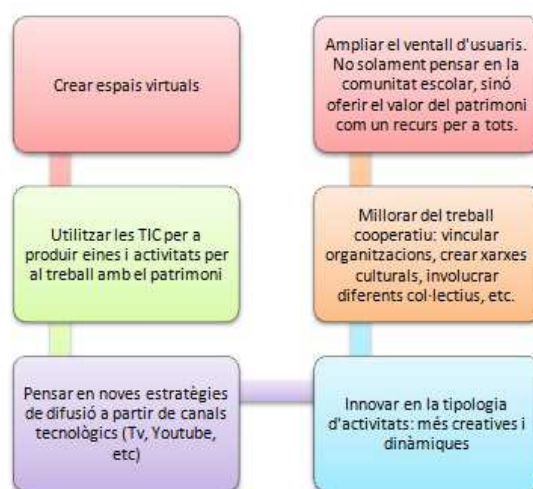 Crear espais virtuals
Utilitzar les TIC per a
produir eines i activitats per
al treball amb el patrimoni
Pensar en noves estratègies
de difusió a partir de canals
tecnològics (Tv, Youtube,
etc)
Innovar en la tipologia
d'activitats: més creatives i
dinàmiques
Millorar del treball
cooperatiu: vincular
organitzacions, crear xarxes
culturals, involucrar
diferents col·lectius, etc.
Ampliar el ventall d'usuaris.
No solament pensar en la
comunitat escolar, sinó
oferir el valor del patrimoni
com un recurs per a tots.